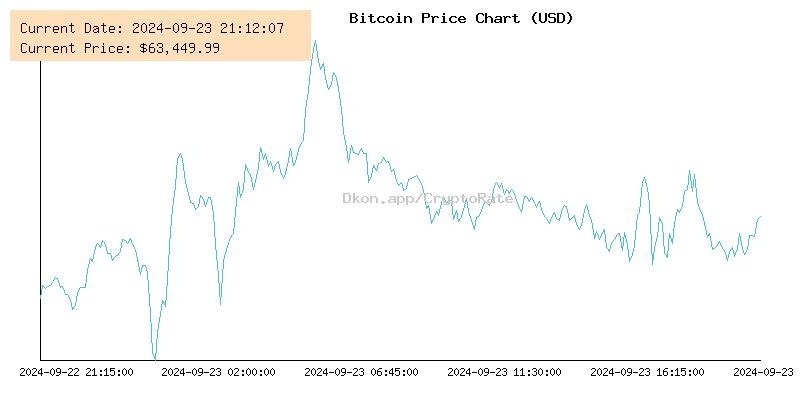 Bitcoin Price Chart (USD)
Current Date: 2024-09-23 21:12:07
Current Price: $63,449.99
Dkon.app/CryptoRate
2024-09-22 21:15:00 2024-09-23 02:00:00 2024-09-23 06:45:00 2024-09-23 11:30:00 2024-09-23 16:15:00 2024-09-23